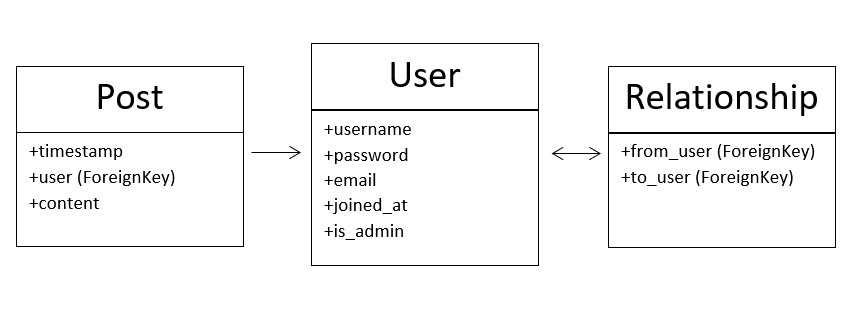 Post
+timestamp
+user (ForeignKey)
+content
User
+username
+password
+email
+joined_at
+is_admin
Relationship
+from_user (ForeignKey)
+to_user (ForeignKey)